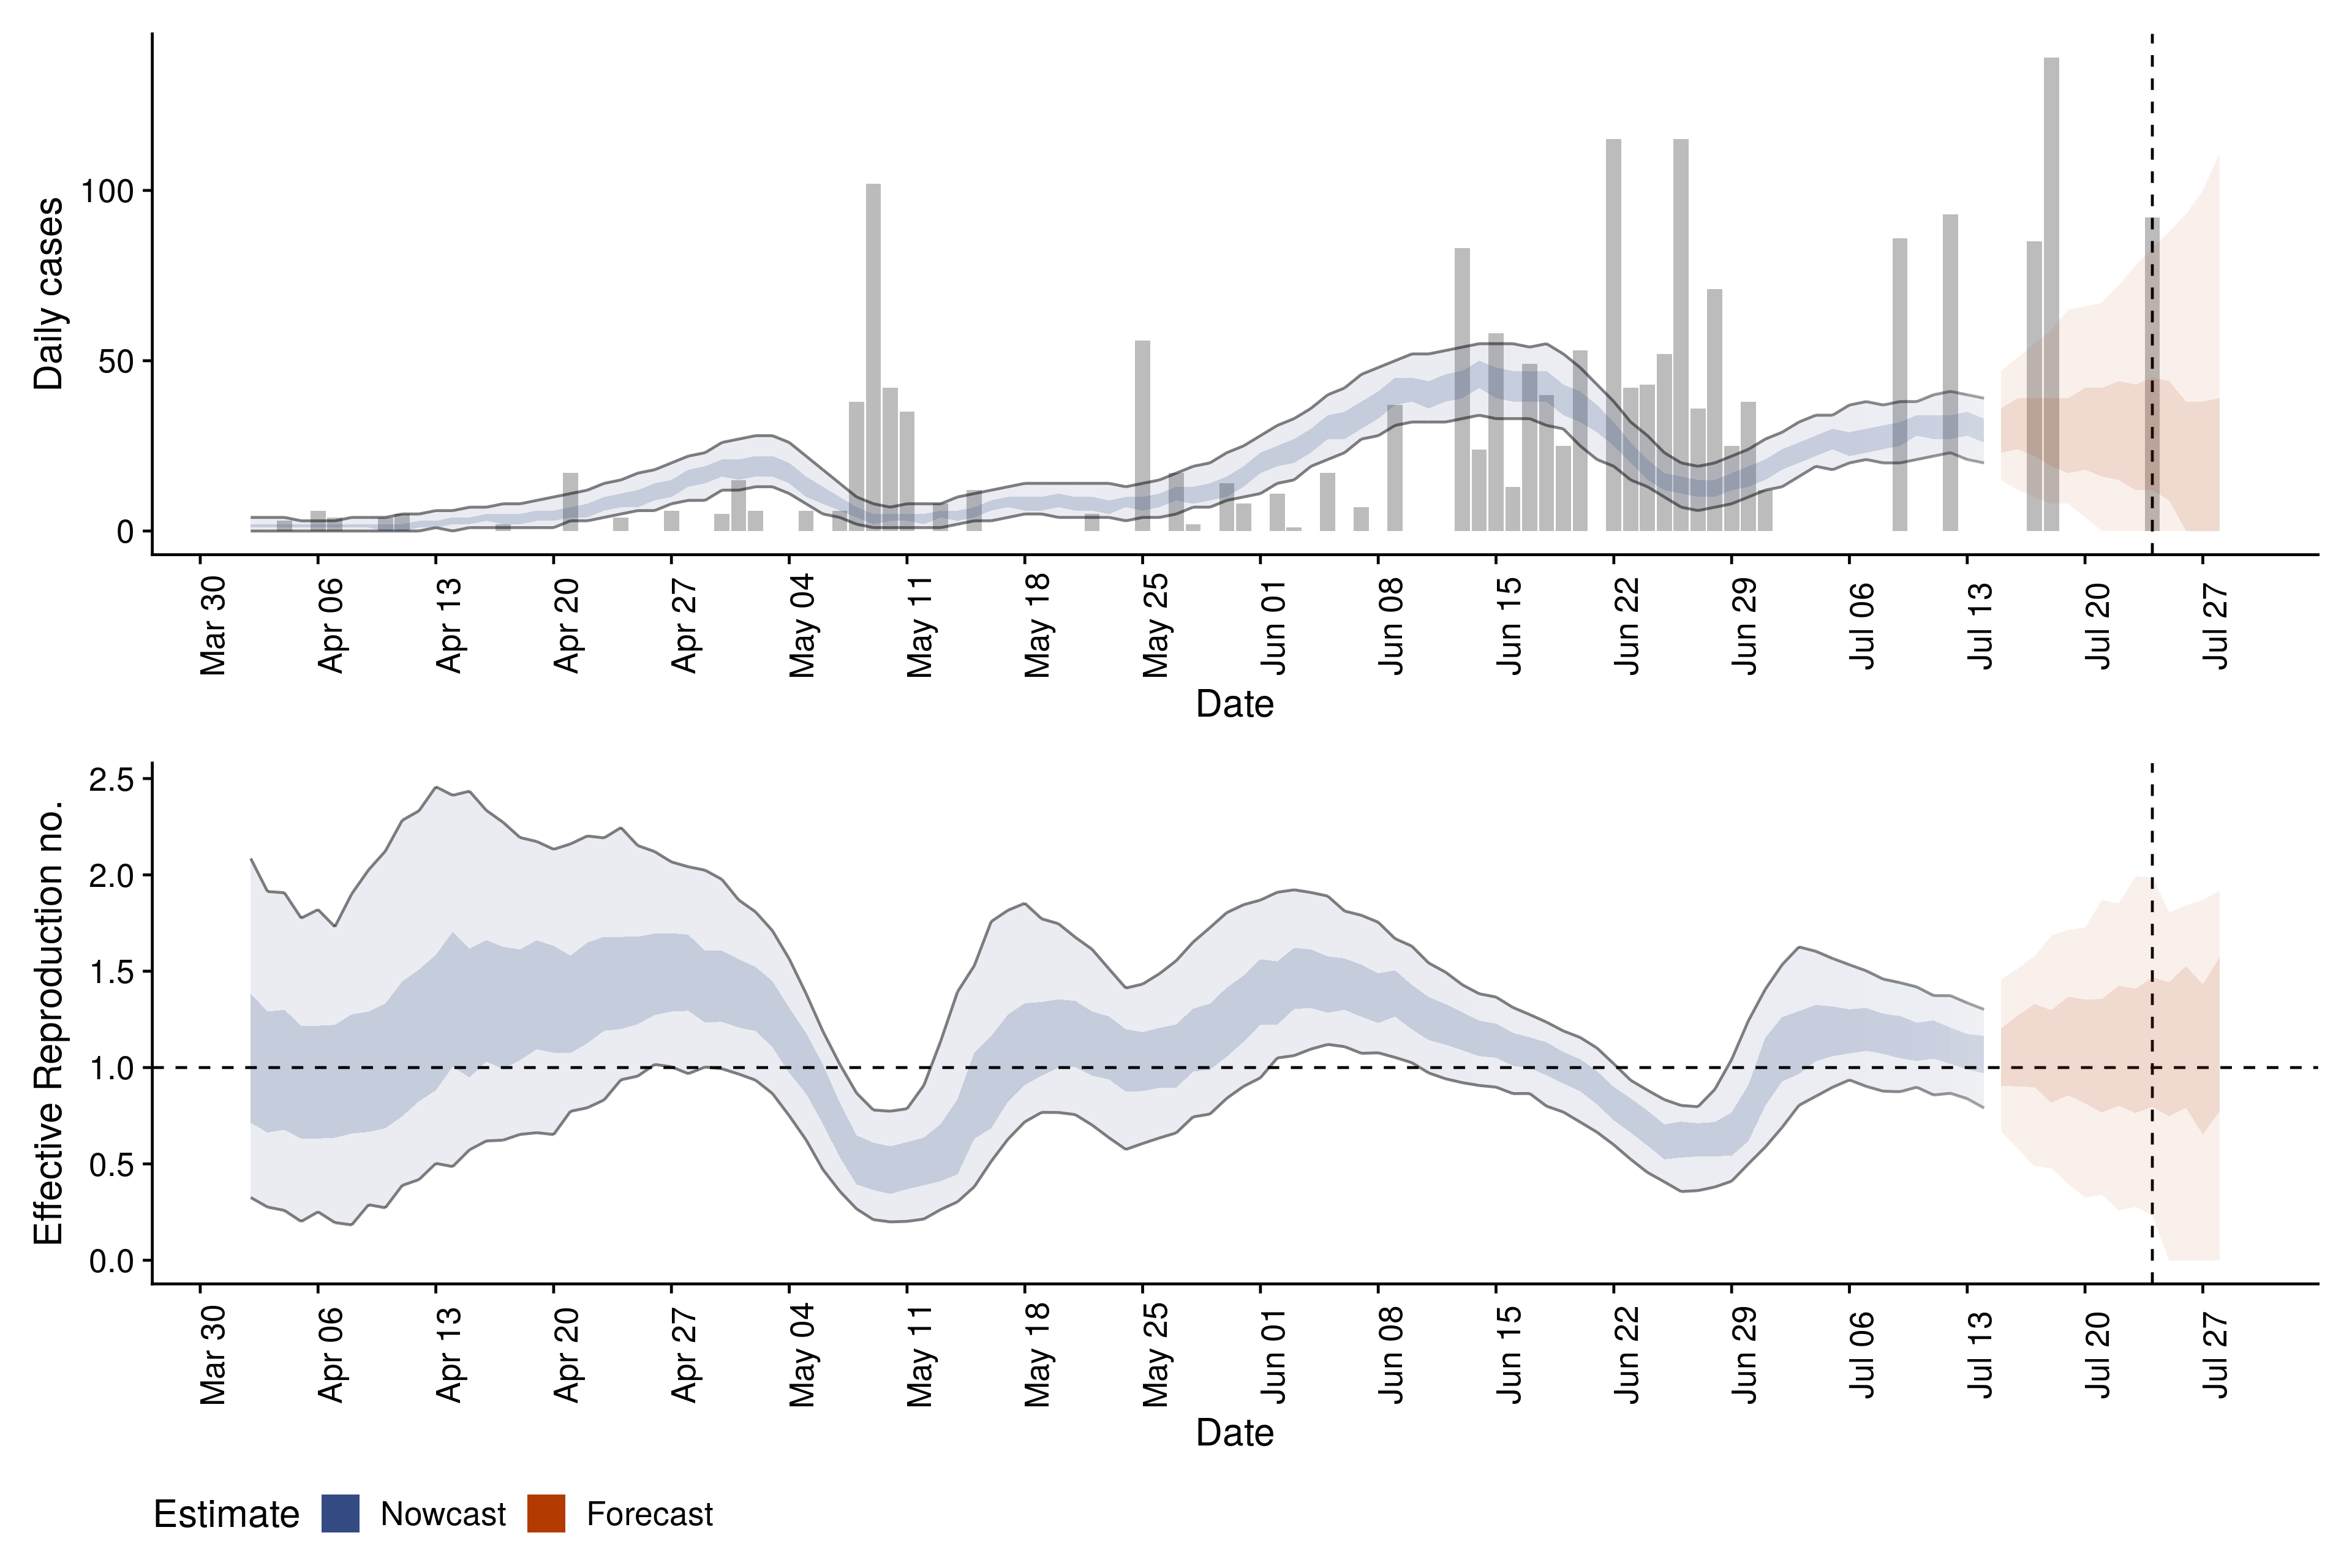 Daily cases
100
50
0
Mar 30
Apr 06
Apr 13
Apr 20
Apr 27
May 04
May 11
May 18
May 25
Jun 01
Jun 08
Jun 15
Jun 22
Jun 29
Jul 06
Jul 13
Jul 20
Jul 27
Date
Effective Reproduction no.
2.5
2.0
1.5
1.0
0.5
0.0
Mar 30
Apr 06
Apr 13
Apr 20
Apr 27
May 04
May 11
May 18
May 25
Jun 01
Jun 08
Jun 15
Jun 22
Jun 29
Jul 06
Jul 13
Jul 20
Jul 27
Date
Estimate Nowcast Forecast